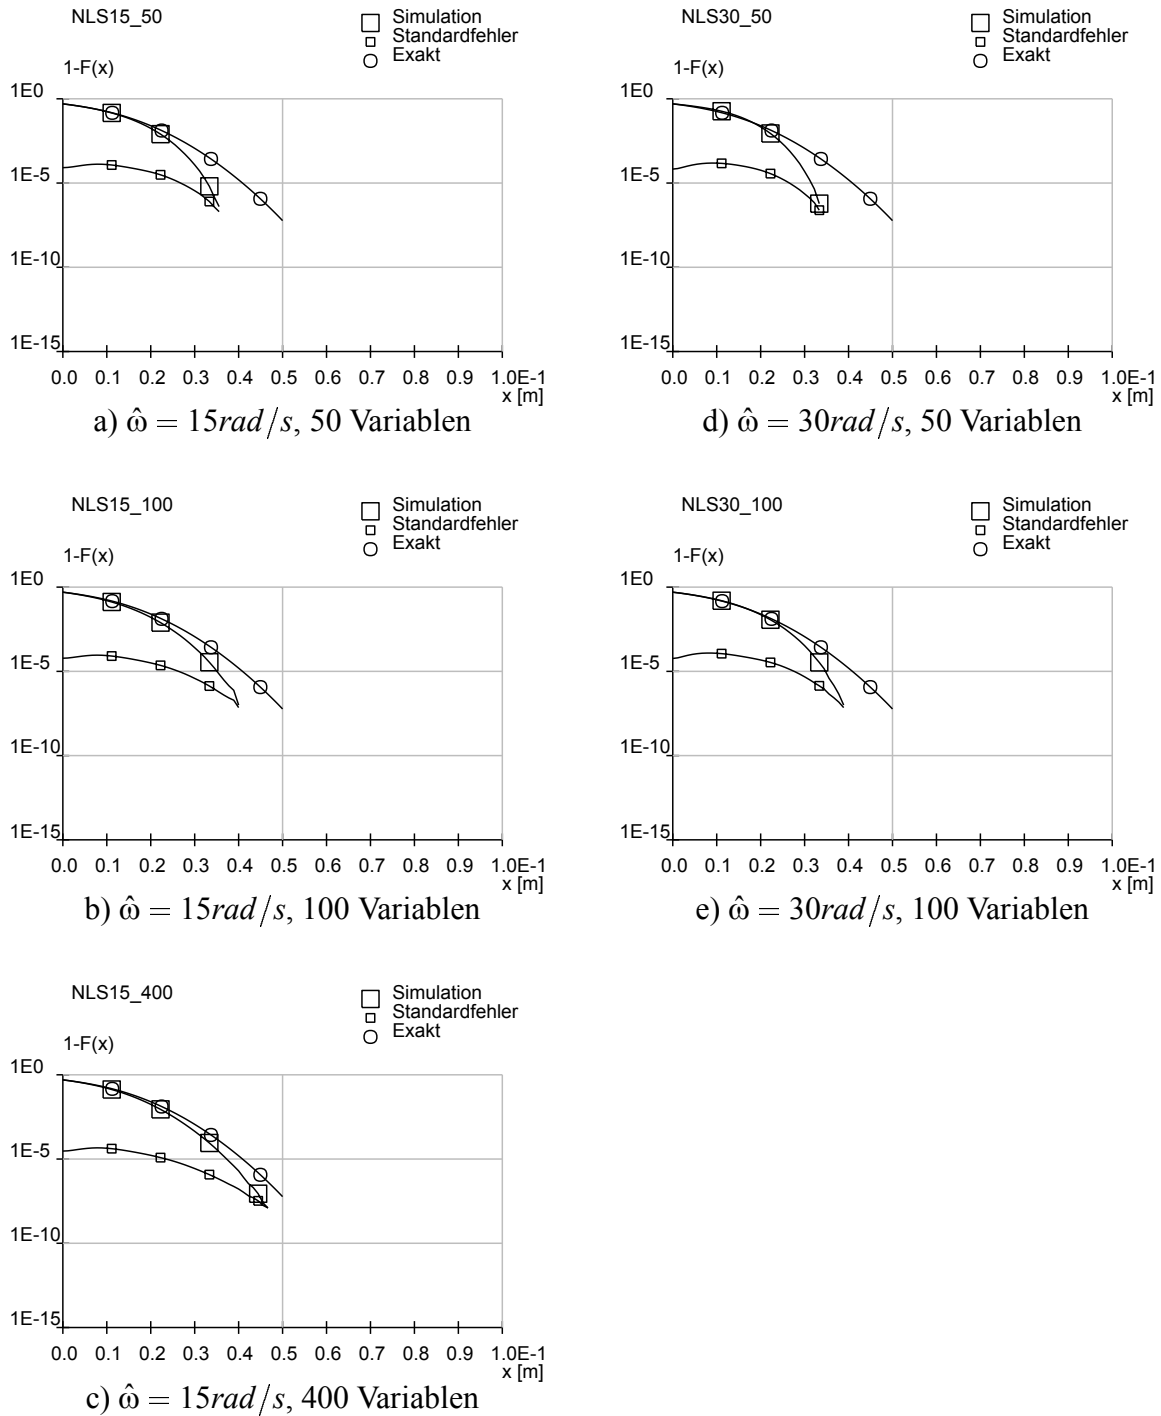 NLS15_50
Simulation
Standardfehler
Exakt
1-F(x)
1E0
1E-5
1E-10
1E-15
0.0 0.1 0.2 0.3 0.4 0.5 0.6 0.7 0.8 0.9 1.0E-1
x [m]
a) ω̂ = 15rad/s, 50 Variablen
NLS30_50
Simulation
Standardfehler
Exakt
1-F(x)
1E0
1E-5
1E-10
1E-15
0.0 0.1 0.2 0.3 0.4 0.5 0.6 0.7 0.8 0.9 1.0E-1
x [m]
d) ω̂ = 30rad/s, 50 Variablen
NLS15_100
Simulation
Standardfehler
Exakt
1-F(x)
1E0
1E-5
1E-10
1E-15
0.0 0.1 0.2 0.3 0.4 0.5 0.6 0.7 0.8 0.9 1.0E-1
x [m]
b) ω̂ = 15rad/s, 100 Variablen
NLS30_100
Simulation
Standardfehler
Exakt
1-F(x)
1E0
1E-5
1E-10
1E-15
0.0 0.1 0.2 0.3 0.4 0.5 0.6 0.7 0.8 0.9 1.0E-1
x [m]
e) ω̂ = 30rad/s, 100 Variablen
NLS15_400
Simulation
Standardfehler
Exakt
1-F(x)
1E0
1E-5
1E-10
1E-15
0.0 0.1 0.2 0.3 0.4 0.5 0.6 0.7 0.8 0.9 1.0E-1
x [m]
c) ω̂ = 15rad/s, 400 Variablen